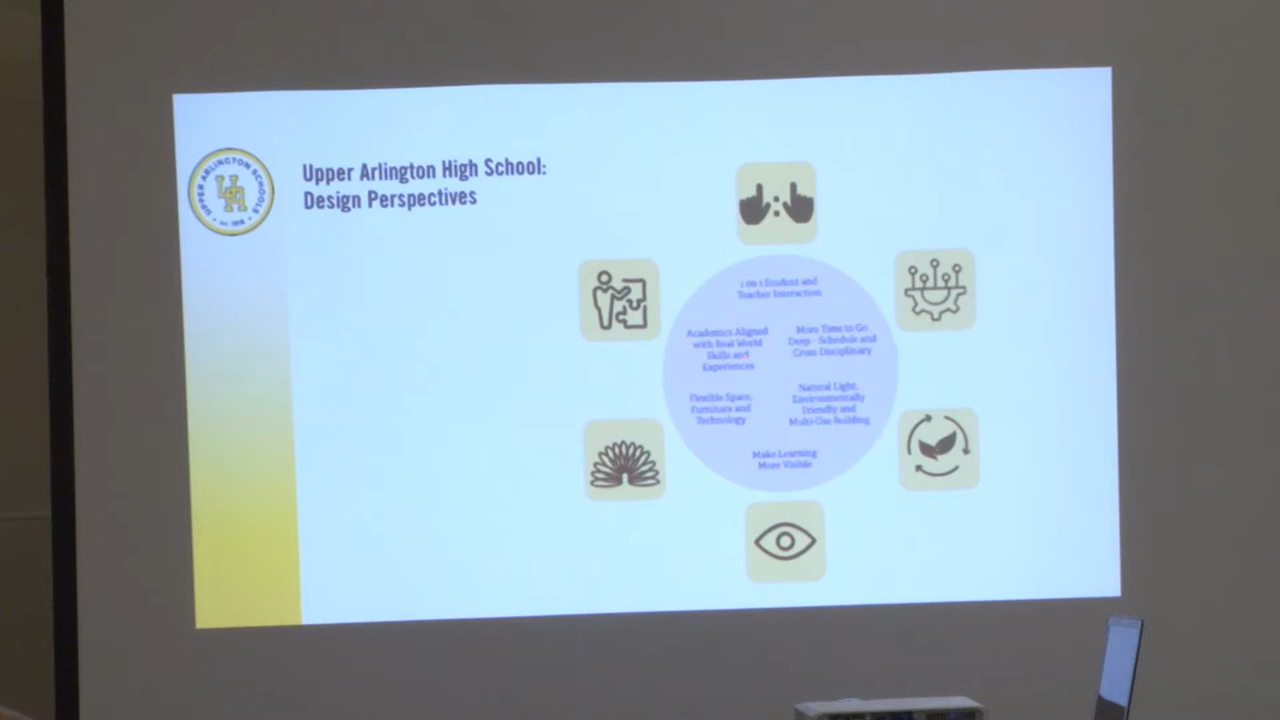 UPPER ARLINGTON SCHOOLS
UA
Upper Arlington High School:
Design Perspectives
1 on 1 Student and
Teacher Interaction
Academics Aligned
with Real World
Skills and
Experiences
More Time to Go
Deep - Schedule and
Cross Disciplinary
Flexible Space,
Furniture and
Technology
Natural Light,
Environmentally
Friendly and
Multi-Use Building
Make Learning
More Visible